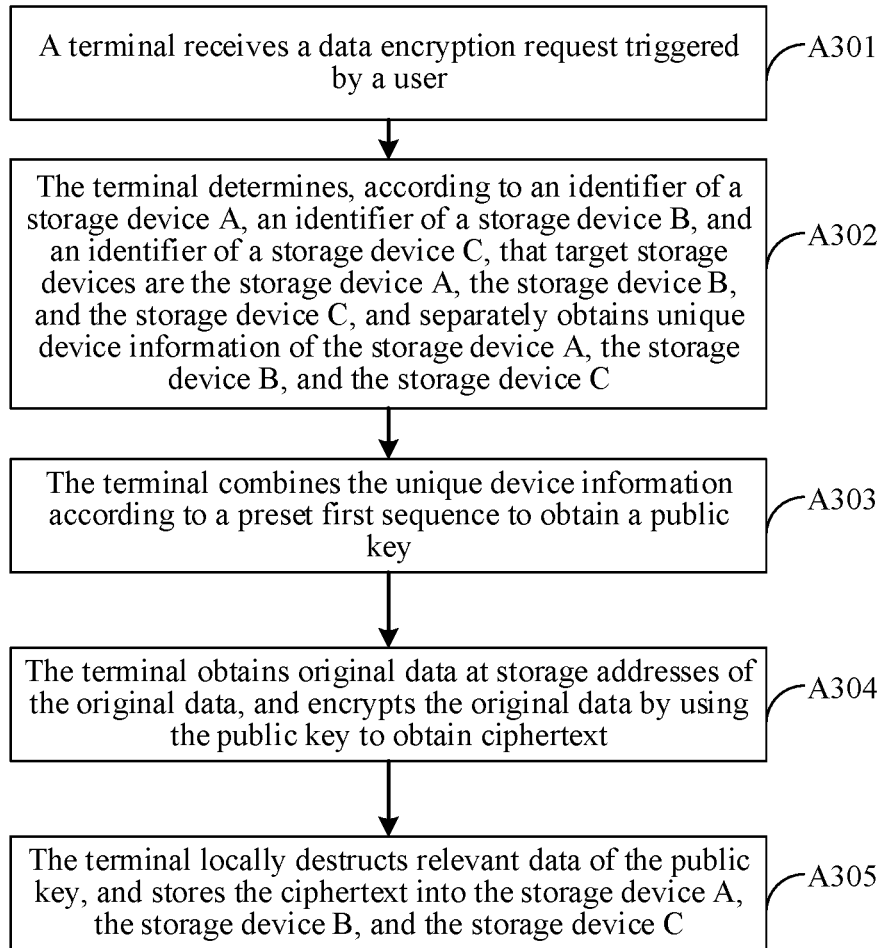 A terminal receives a data encryption request triggered
by a user
A301
The terminal determines, according to an identifier of a
storage device A, an identifier of a storage device B, and
an identifier of a storage device C, that target storage
devices are the storage device A, the storage device B,
and the storage device C, and separately obtains unique
device information of the storage device A, the storage
device B, and the storage device C
A302
The terminal combines the unique device information
according to a preset first sequence to obtain a public
key
A303
The terminal obtains original data at storage addresses of
the original data, and encrypts the original data by using
the public key to obtain ciphertext
A304
The terminal locally destructs relevant data of the public
key, and stores the ciphertext into the storage device A,
the storage device B, and the storage device C
A305